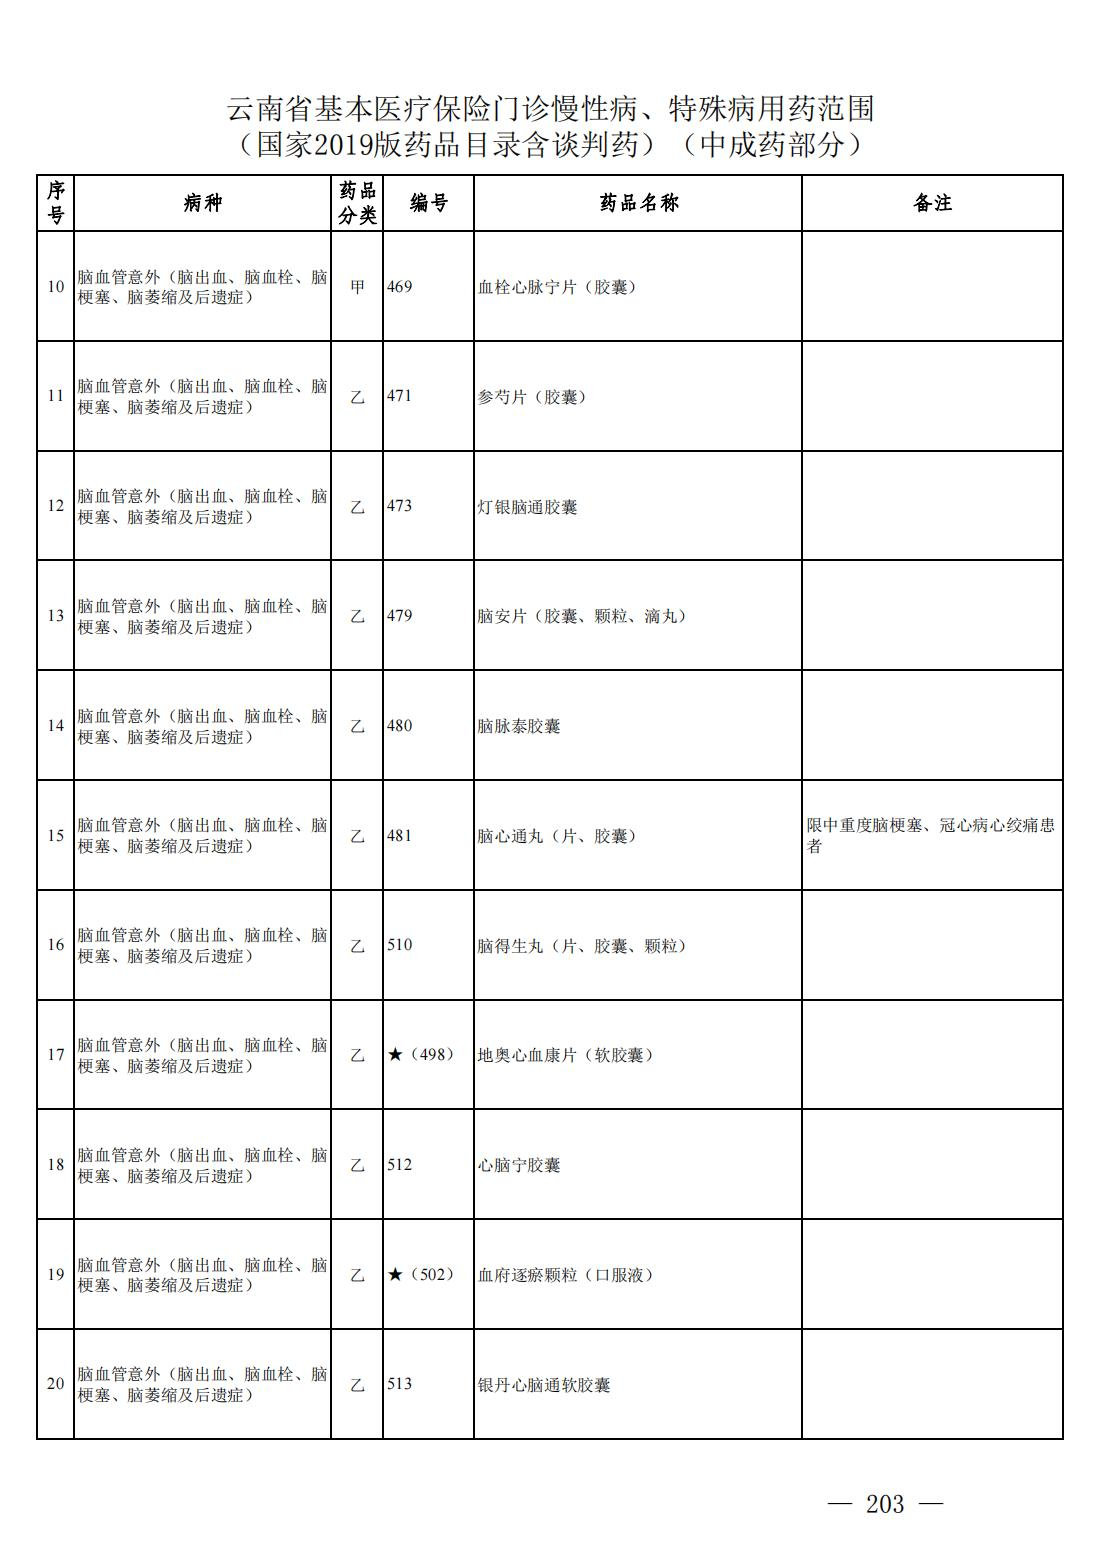 云南省基本医疗保险门诊慢性病、特殊病用药范围
（国家2019版药品目录含谈判药）（中成药部分）
序号 病种 药品分类 编号 药品名称 备注
10 脑血管意外（脑出血、脑血栓、脑梗塞、脑萎缩及后遗症） 甲 469 血栓心脉宁片（胶囊）
11 脑血管意外（脑出血、脑血栓、脑梗塞、脑萎缩及后遗症） 乙 471 参芍片（胶囊）
12 脑血管意外（脑出血、脑血栓、脑梗塞、脑萎缩及后遗症） 乙 473 灯银脑通胶囊
13 脑血管意外（脑出血、脑血栓、脑梗塞、脑萎缩及后遗症） 乙 479 脑安片（胶囊、颗粒、滴丸）
14 脑血管意外（脑出血、脑血栓、脑梗塞、脑萎缩及后遗症） 乙 480 脑脉泰胶囊
15 脑血管意外（脑出血、脑血栓、脑梗塞、脑萎缩及后遗症） 乙 481 脑心通丸（片、胶囊） 限中重度脑梗塞、冠心病心绞痛患者
16 脑血管意外（脑出血、脑血栓、脑梗塞、脑萎缩及后遗症） 乙 510 脑得生丸（片、胶囊、颗粒）
17 脑血管意外（脑出血、脑血栓、脑梗塞、脑萎缩及后遗症） 乙 ★（498） 地奥心血康片（软胶囊）
18 脑血管意外（脑出血、脑血栓、脑梗塞、脑萎缩及后遗症） 乙 512 心脑宁胶囊
19 脑血管意外（脑出血、脑血栓、脑梗塞、脑萎缩及后遗症） 乙 ★（502） 血府逐瘀颗粒（口服液）
20 脑血管意外（脑出血、脑血栓、脑梗塞、脑萎缩及后遗症） 乙 513 银丹心脑通软胶囊
— 203 —